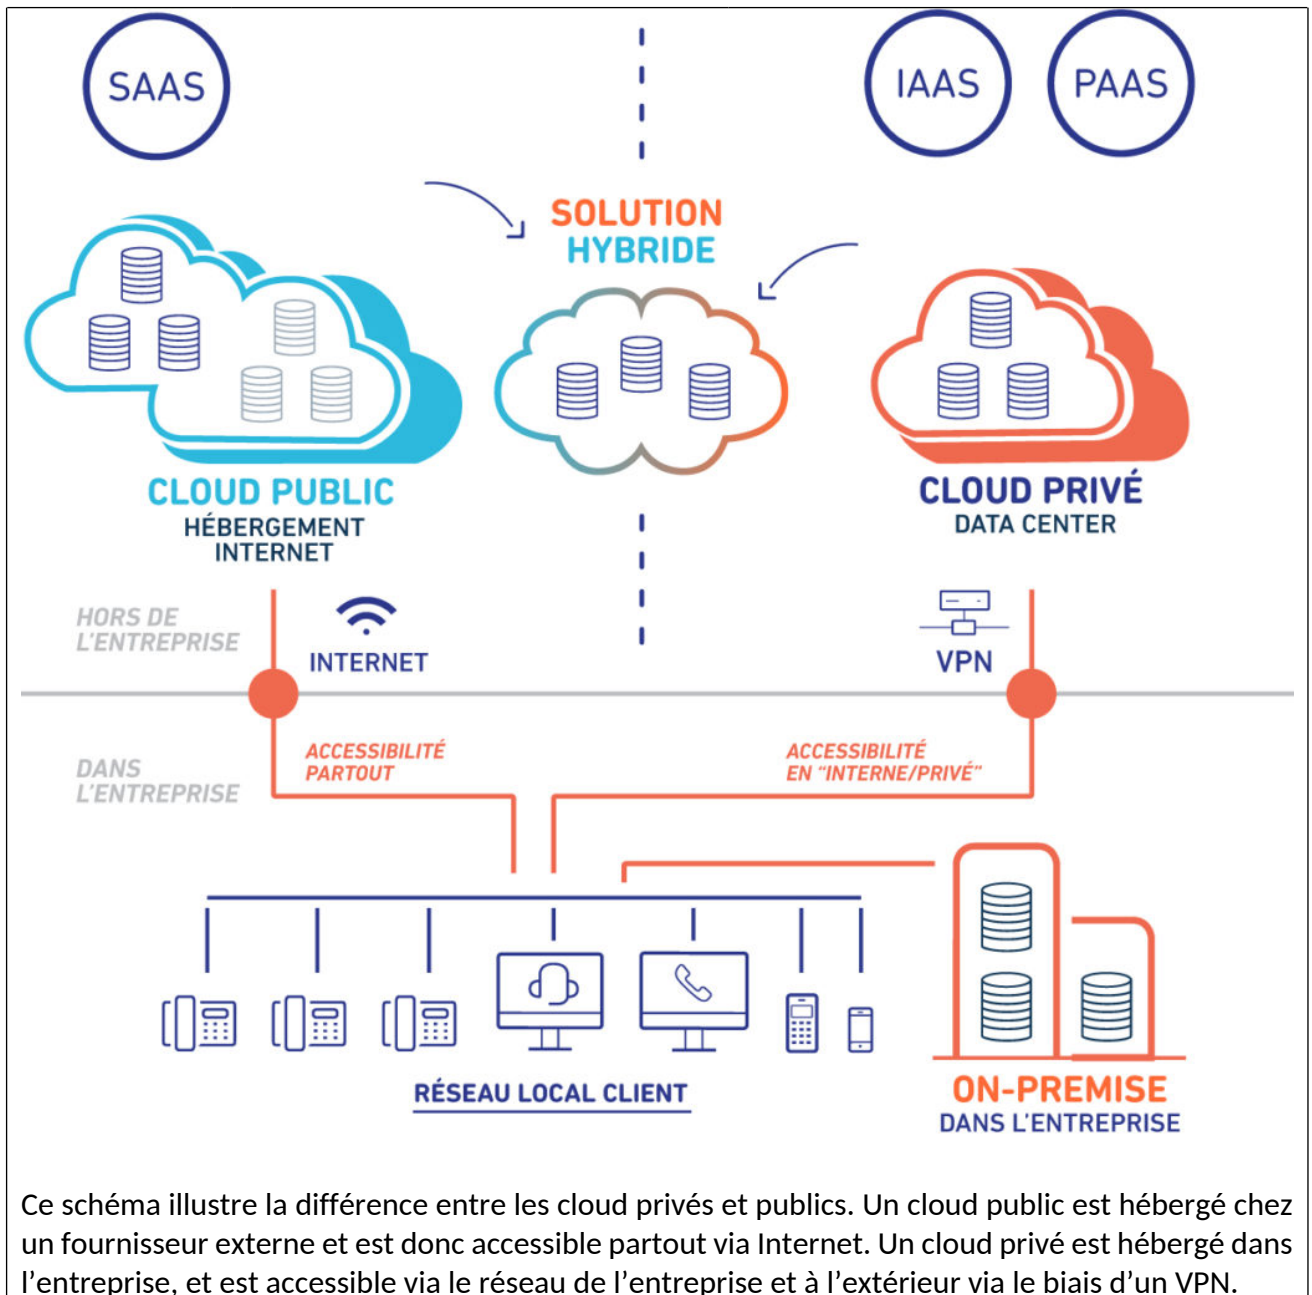 SAAS
IAAS
PAAS
SOLUTION
HYBRIDE
CLOUD PUBLIC
HÉBERGEMENT
INTERNET
CLOUD PRIVÉ
DATA CENTER
HORS DE
L'ENTREPRISE
INTERNET
VPN
DANS
L'ENTREPRISE
ACCESSIBILITÉ
PARTOUT
ACCESSIBILITÉ
EN "INTERNE/PRIVÉ"
RÉSEAU LOCAL CLIENT
ON-PREMISE
DANS L'ENTREPRISE
Ce schéma illustre la différence entre les cloud privés et publics. Un cloud public est hébergé chez
un fournisseur externe et est donc accessible partout via Internet. Un cloud privé est hébergé dans
l’entreprise, et est accessible via le réseau de l’entreprise et à l’extérieur via le biais d’un VPN.